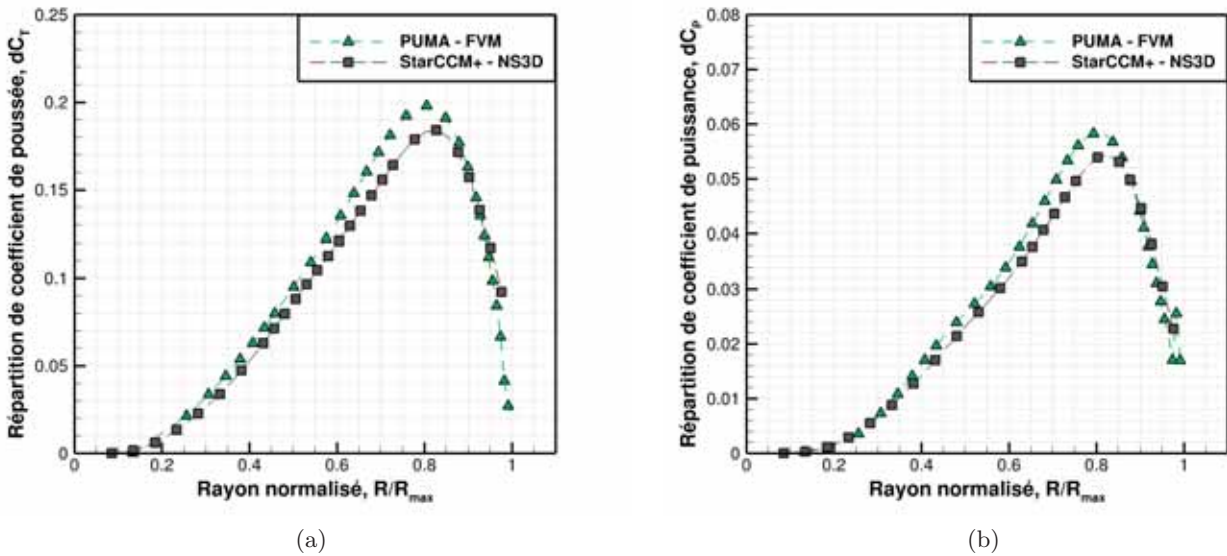 0.25
0.2
0.15
0.1
0.05
0
0
0.2
0.4
0.6
0.8
1
Répartition de coefficient de poussée, dC_T
Rayon normalisé, R/R_max
PUMA - FVM
StarCCM+ - NS3D
(a)
0.08
0.07
0.06
0.05
0.04
0.03
0.02
0.01
0
0
0.2
0.4
0.6
0.8
1
Répartition de coefficient de puissance, dC_P
Rayon normalisé, R/R_max
PUMA - FVM
StarCCM+ - NS3D
(b)